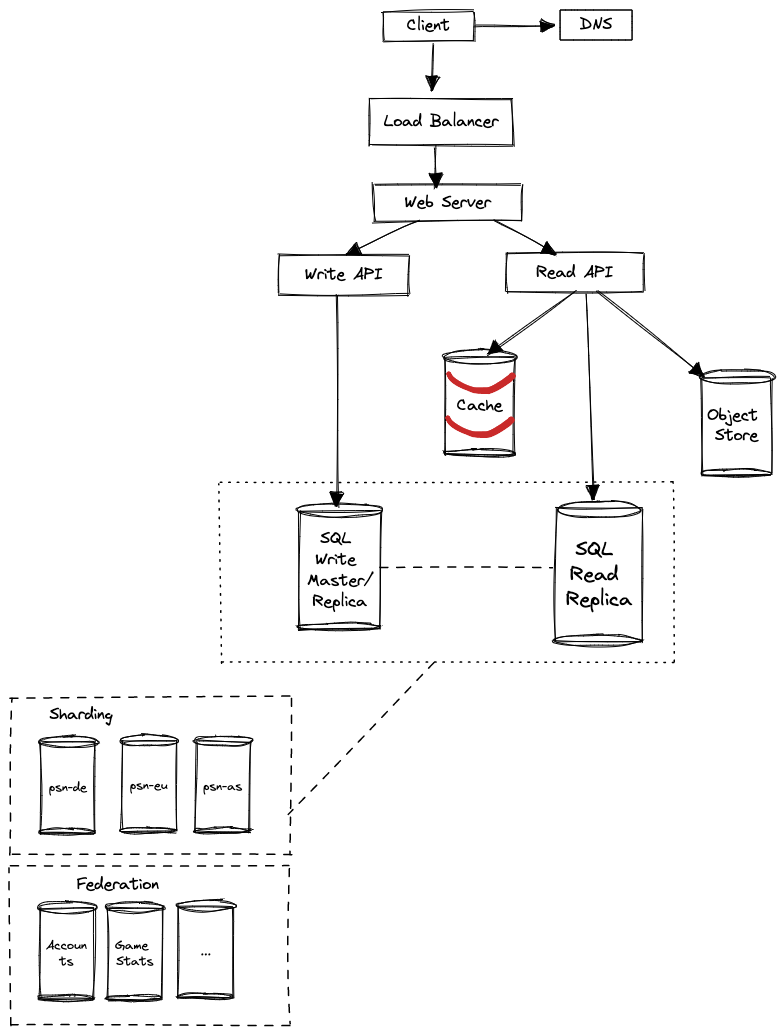 Client
DNS
Load Balancer
Web Server
Write API
Read API
Cache
Object
Store
SQL
Write
Master/
Replica
SQL
Read
Replica
Sharding
psn-de
psn-eu
psn-as
Federation
Accoun
ts
Game
Stats
...